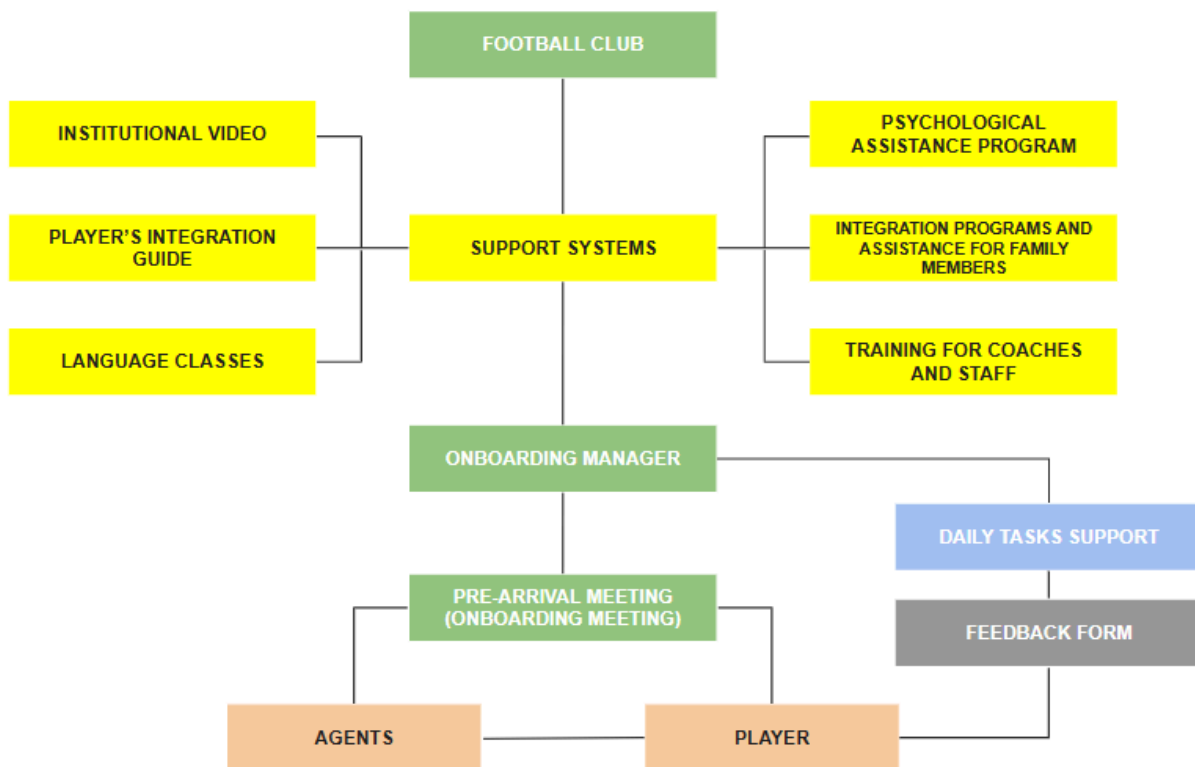 FOOTBALL CLUB
INSTITUTIONAL VIDEO
PSYCHOLOGICAL
ASSISTANCE PROGRAM
PLAYER’S INTEGRATION
GUIDE
SUPPORT SYSTEMS
INTEGRATION PROGRAMS AND
ASSISTANCE FOR FAMILY
MEMBERS
LANGUAGE CLASSES
TRAINING FOR COACHES
AND STAFF
ONBOARDING MANAGER
DAILY TASKS SUPPORT
PRE-ARRIVAL MEETING
(ONBOARDING MEETING)
FEEDBACK FORM
AGENTS
PLAYER